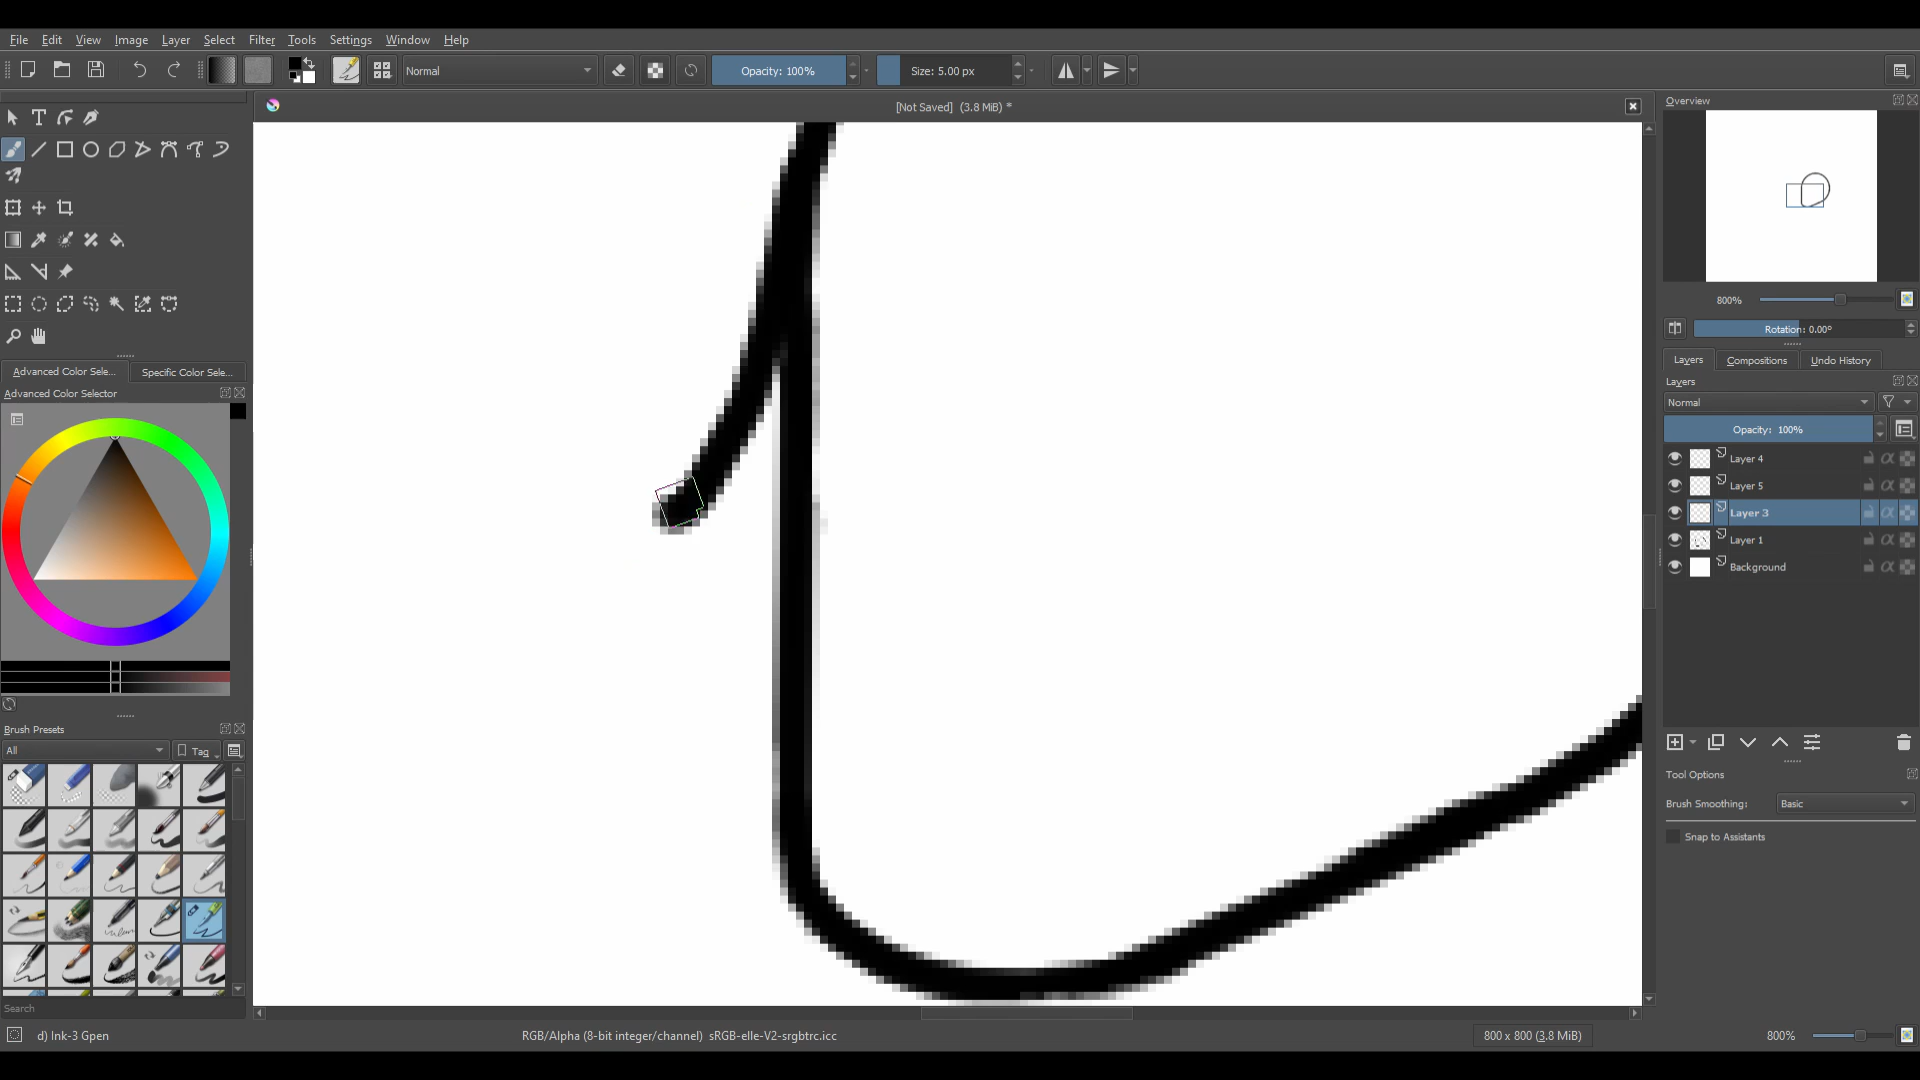 File Edit View Image Layer Select Filter Tools Settings Window Help
Normal Opacity: 100% Size: 5.00 px
[Not Saved] (3.8 MiB) *
Overview
800%
Rotation: 0.00°
Layers Compositions Undo History
Layers
Normal
Opacity: 100%
Layer 4
Layer 5
Layer 3
Layer 1
Background
Tool Options
Brush Smoothing: Basic
Snap to Assistants
Advanced Color Sele... Specific Color Sele...
Advanced Color Selector
Brush Presets
All Tag
Search
d) Ink-3 Gpen RGB/Alpha (8-bit integer/channel) sRGB-elle-V2-srgbtrc.icc 800 x 800 (3.8 MiB) 800%